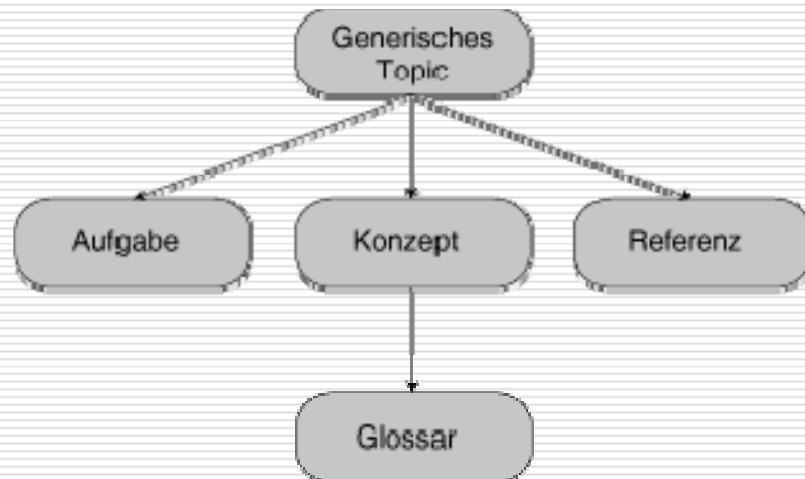 Generisches
Topic
Aufgabe
Konzept
Referenz
Glossar